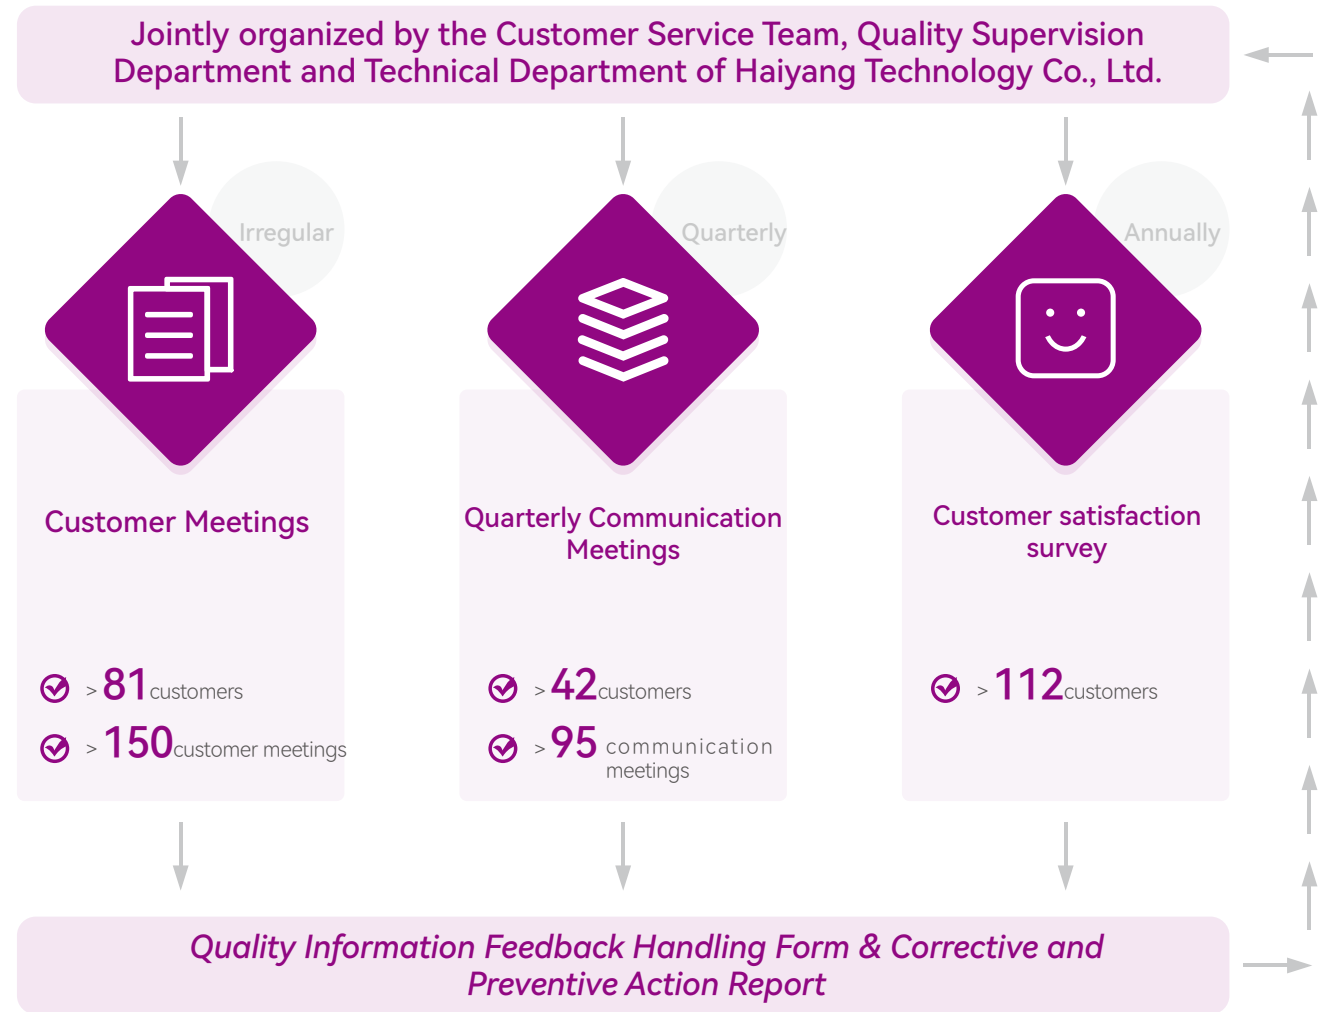 Jointly organized by the Customer Service Team, Quality Supervision
Department and Technical Department of Haiyang Technology Co., Ltd.
Irregular
Customer Meetings
> 81 customers
> 150 customer meetings
Quarterly
Quarterly Communication
Meetings
> 42 customers
> 95 communication
meetings
Annually
Customer satisfaction
survey
> 112 customers
Quality Information Feedback Handling Form & Corrective and
Preventive Action Report